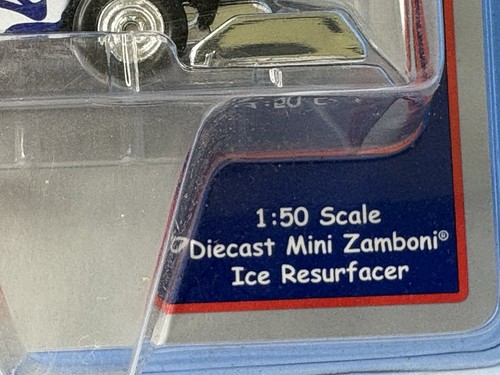 1:50 Scale
Diecast Mini Zamboni®
Ice Resurfacer